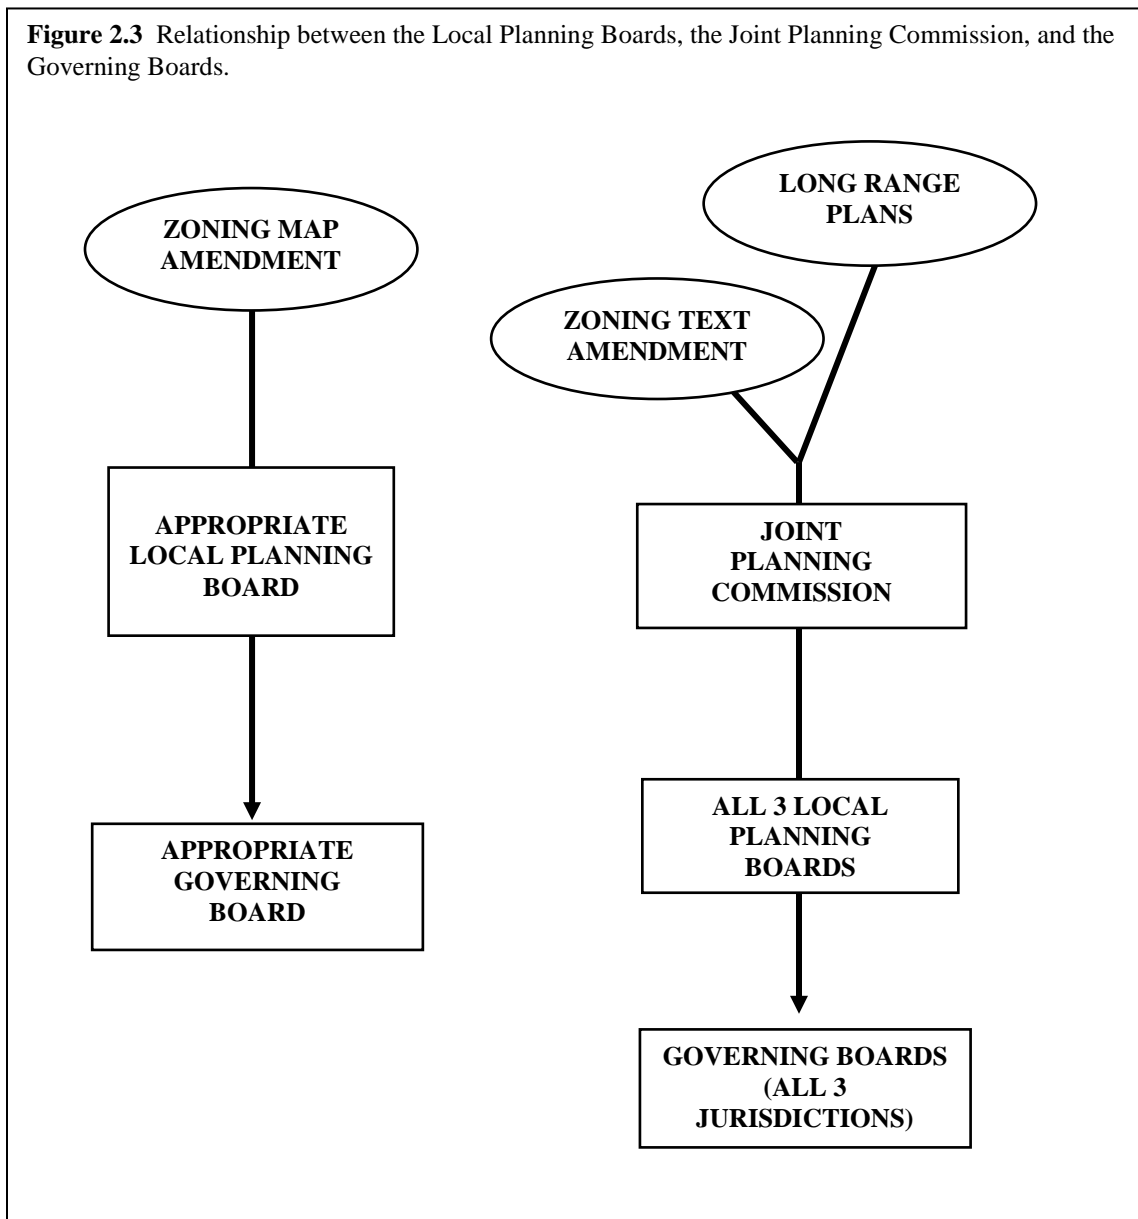 Figure 2.3 Relationship between the Local Planning Boards, the Joint Planning Commission, and the
Governing Boards.
ZONING MAP
AMENDMENT
APPROPRIATE
LOCAL PLANNING
BOARD
APPROPRIATE
GOVERNING
BOARD
LONG RANGE
PLANS
ZONING TEXT
AMENDMENT
JOINT
PLANNING
COMMISSION
ALL 3 LOCAL
PLANNING
BOARDS
GOVERNING BOARDS
(ALL 3
JURISDICTIONS)